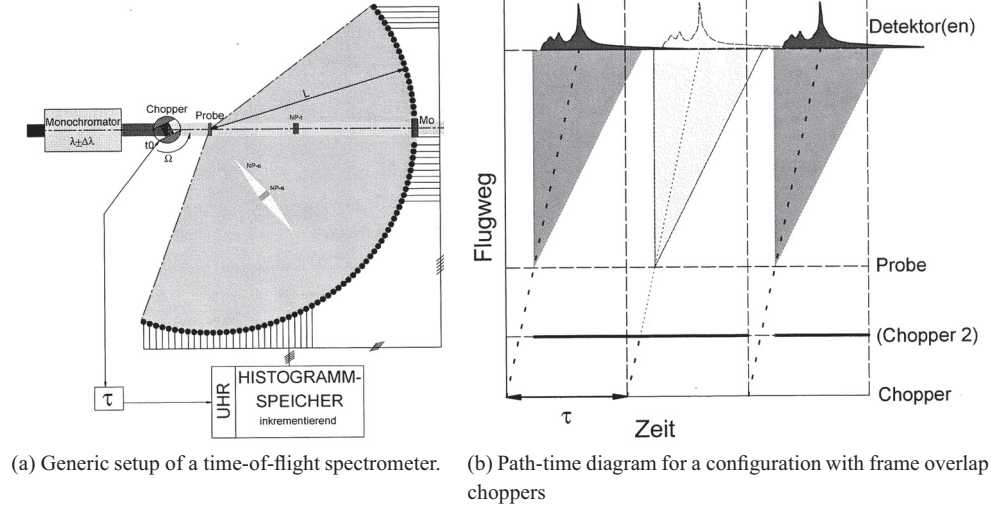 Monochromator
λ±Δλ
Chopper
t0
Ω
Probe
L
NP-f
Mo
NP-s
NP-s
τ
UHR
HISTOGRAMM-
SPEICHER
inkrementierend
(a) Generic setup of a time-of-flight spectrometer.
Detektor(en)
Flugweg
Probe
(Chopper 2)
Chopper
τ
Zeit
(b) Path-time diagram for a configuration with frame overlap
choppers